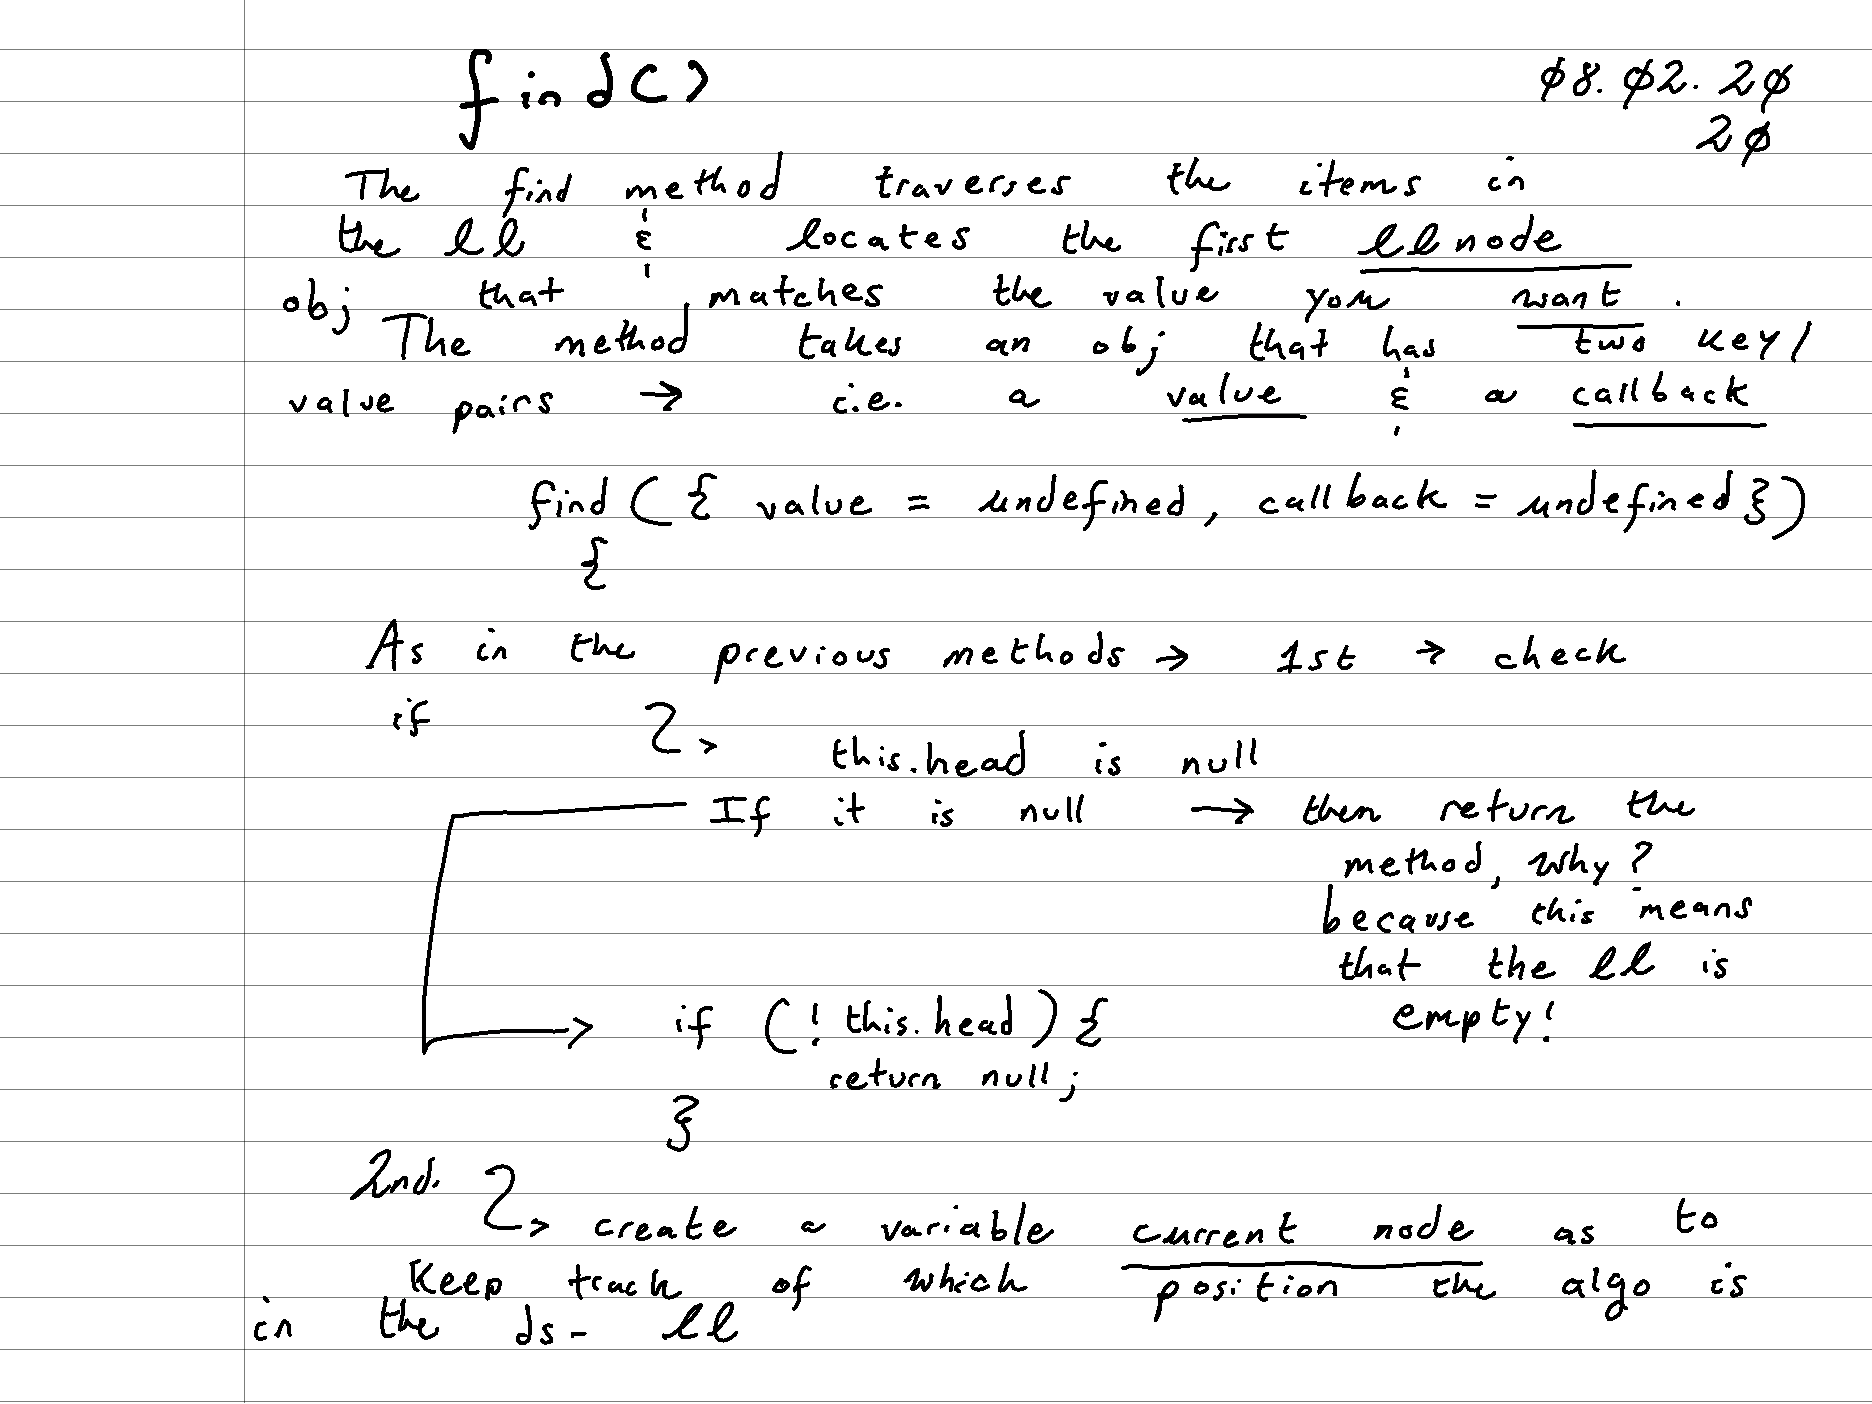 find()
ø8.ø2.2ø
2ø
The find method traverses the items in
the ll & locates the first ll node
obj that matches the value you want.
The method takes an obj that has two key/
value pairs → i.e. a value & a callback
find ({ value = undefined, callback = undefined })
{
As in the previous methods → 1st → check
if
this.head is null
If it is null → then return the
method, why?
because this means
that the ll is
empty!
if (! this.head) {
return null;
}
2nd.
create a variable current node as to
keep track of which position the algo is
in the ds - ll